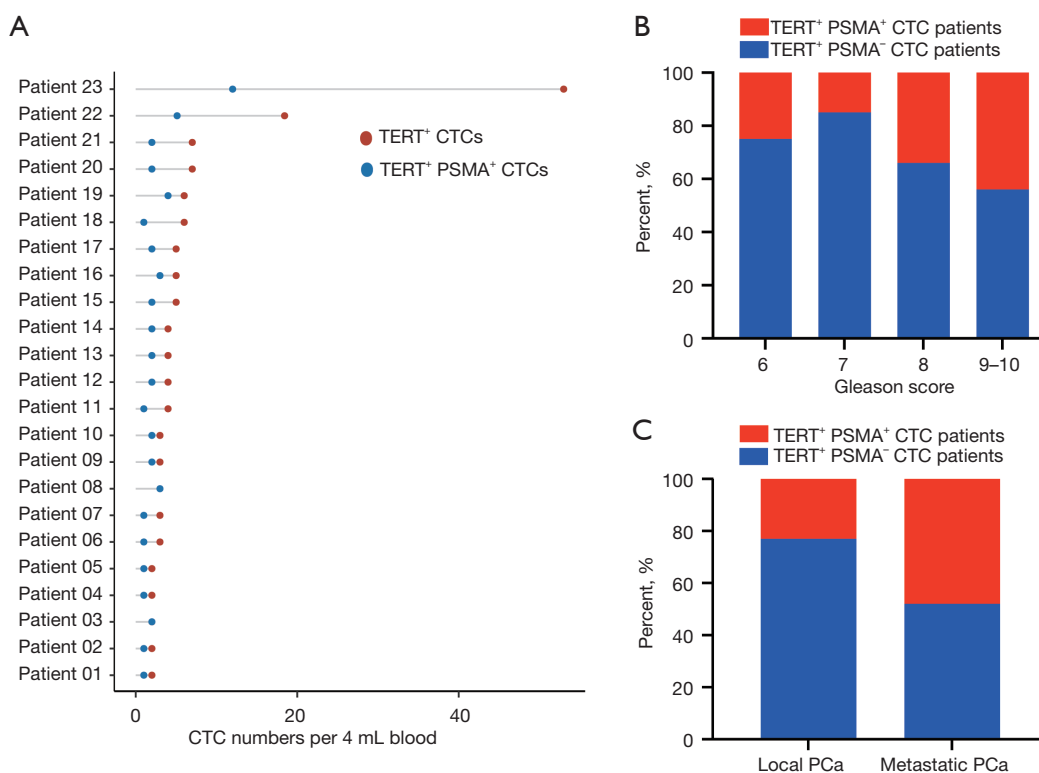 A
Patient 23
Patient 22
Patient 21
Patient 20
Patient 19
Patient 18
Patient 17
Patient 16
Patient 15
Patient 14
Patient 13
Patient 12
Patient 11
Patient 10
Patient 09
Patient 08
Patient 07
Patient 06
Patient 05
Patient 04
Patient 03
Patient 02
Patient 01
TERT⁺ CTCs
TERT⁺ PSMA⁺ CTCs
0 20 40
CTC numbers per 4 mL blood
B
TERT⁺ PSMA⁺ CTC patients
TERT⁺ PSMA⁻ CTC patients
100
80
60
40
20
0
Percent, %
6 7 8 9–10
Gleason score
C
TERT⁺ PSMA⁺ CTC patients
TERT⁺ PSMA⁻ CTC patients
100
80
60
40
20
0
Percent, %
Local PCa Metastatic PCa